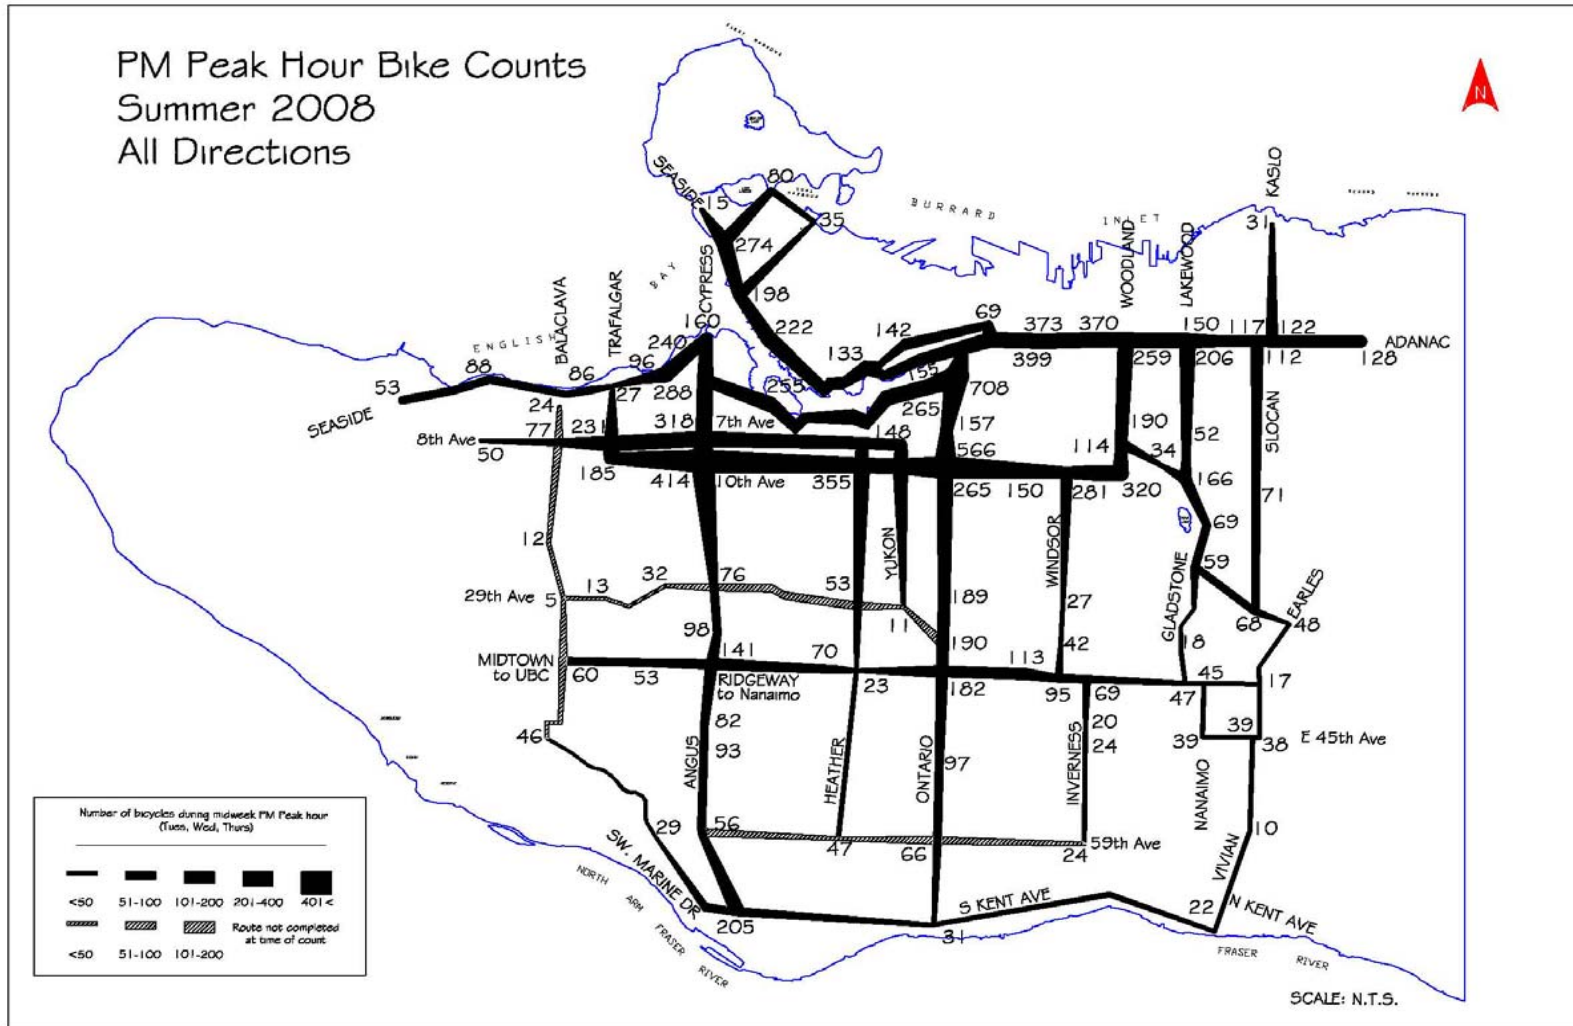 PM Peak Hour Bike Counts
Summer 2008
All Directions
N
SEASIDE
80
15
35
BURRARD
INLET
KASLO
31
274
CYPRESS
BAY
WOODLAND
LAKEWOOD
198
BALACLAVA
TRAFALGAR
160
222
142
69
373
370
150
117
122
ENGLISH
240
ADANAC
88
86
96
133
399
259
206
112
128
53
27
288
255
155
708
SEASIDE
24
265
SLOCAN
77
231
318
7th Ave
148
157
190
52
8th Ave
50
566
114
34
185
414
10th Ave
355
265
150
281
320
166
71
69
12
YUKON
WINDSOR
59
32
76
53
GLADSTONE
EARLES
29th Ave
5
13
189
27
11
68
48
98
18
141
70
190
113
42
MIDTOWN
to UBC
60
53
RIDGEWAY
to Nanaimo
23
182
95
69
47
45
17
46
82
93
20
24
39
39
38
E 45th Ave
ANGUS
HEATHER
ONTARIO
97
INVERNESS
NANAIMO
29
56
47
66
24
59th Ave
10
VIVIAN
SW. MARINE DR
NORTH
ARM
FRASER
RIVER
205
31
S KENT AVE
22
N KENT AVE
FRASER
RIVER
SCALE: N.T.S.
Number of bicycles during midweek PM Peak hour
(Tues, Wed, Thurs)
<50
51-100
101-200
201-400
401<
Route not completed
at time of count
<50
51-100
101-200